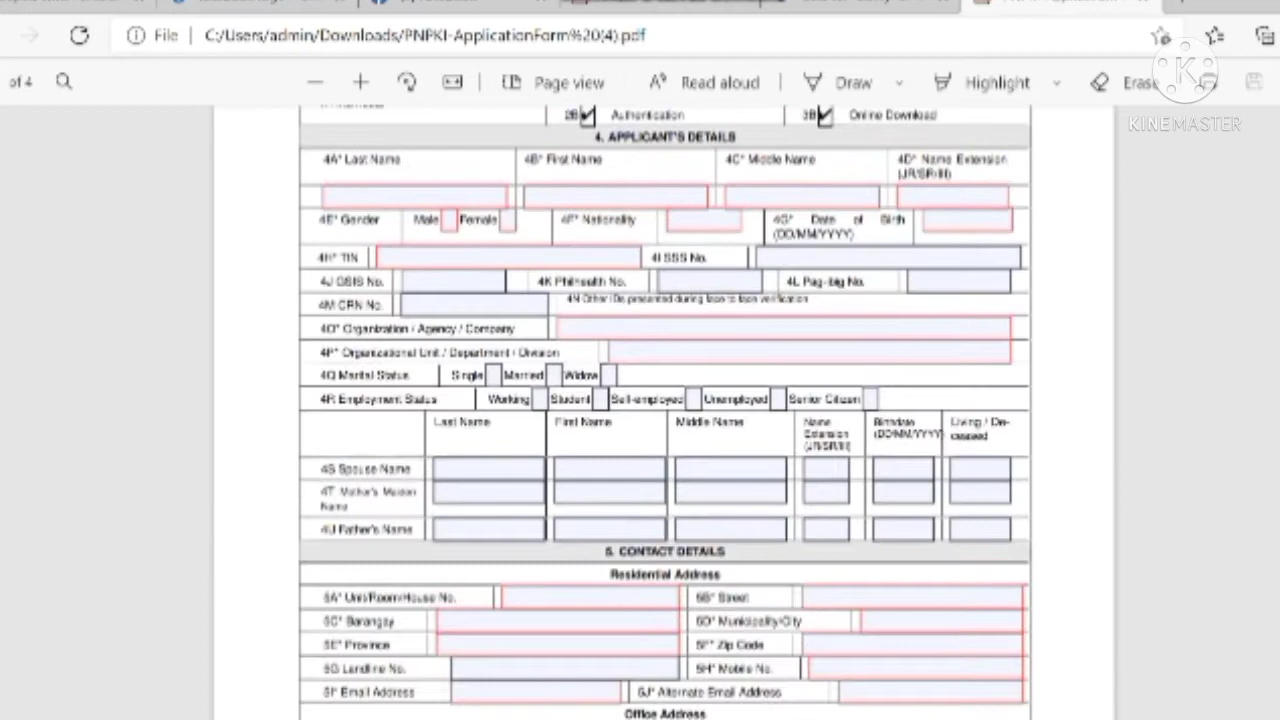 File | C:/Users/admin/Downloads/PNPKI-ApplicationForm%20(4).pdf
of 4 Page view Read aloud Draw Highlight Erase
KINEMASTER
2B Authentication 3B Online Download
4. APPLICANT'S DETAILS
4A* Last Name 4B* First Name 4C* Middle Name 4D* Name Extension
(JR/SR/III)
4E* Gender Male Female 4F* Nationality 4G* Date of Birth
(DD/MM/YYYY)
4H* TIN 4I SSS No.
4J GSIS No. 4K Philhealth No. 4L Pag-ibig No.
4M CRN No. 4N Other IDs presented during face to face verification
4O* Organization / Agency / Company
4P* Organizational Unit / Department / Division
4Q Marital Status Single Married Widow
4R Employment Status Working Student Self-employed Unemployed Senior Citizen
Last Name First Name Middle Name Name Birthdate Living / De-
Extension (DD/MM/YYYY) ceased
(JR/SR/III)
4S Spouse Name
4T Mother's Maiden
Name
4U Father's Name
5. CONTACT DETAILS
Residential Address
5A* Unit/Room/House No. 5B* Street
5C* Barangay 5D* Municipality/City
5E* Province 5F* Zip Code
5G Landline No. 5H* Mobile No.
5I* Email Address 5J* Alternate Email Address
Office Address